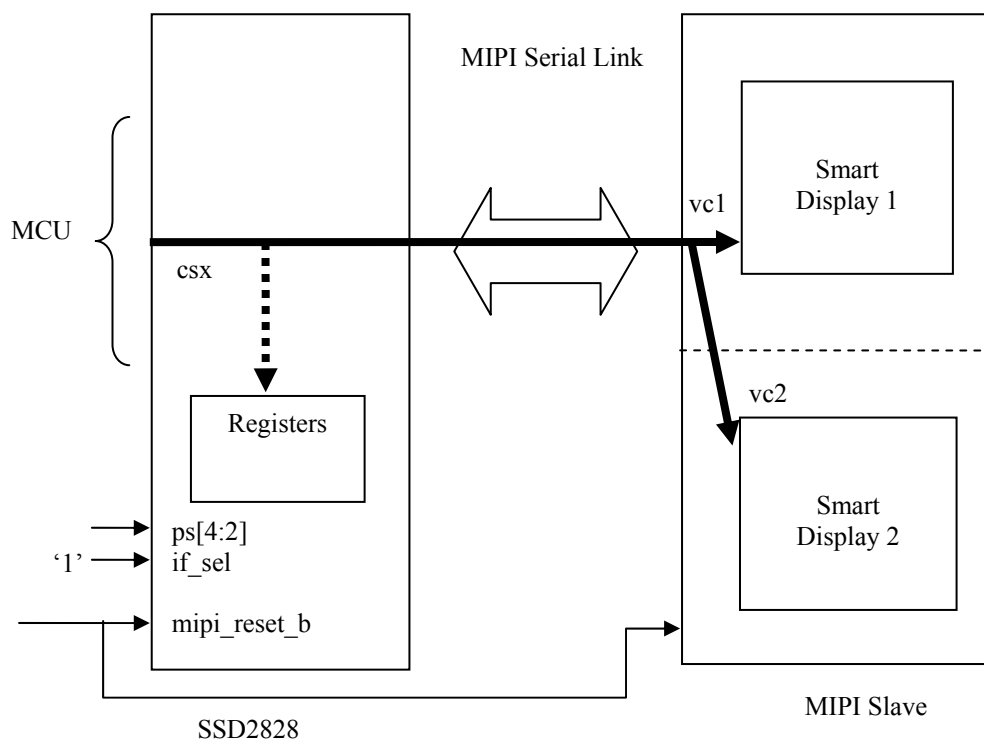 MIPI Serial Link
Smart
Display 1
vc1
MCU
csx
vc2
Registers
Smart
Display 2
ps[4:2]
‘1’
if_sel
mipi_reset_b
MIPI Slave
SSD2828